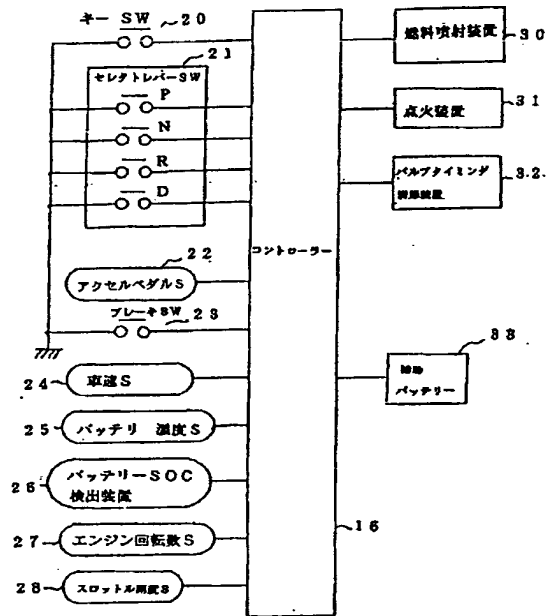 キー SW 20
21
セレクトレバーSW
P
N
R
D
22
アクセルペダルS
ブレーキSW 23
24 車速S
25 バッテリ 温度S
26 バッテリーSOC
検出装置
27 エンジン回転数S
28 スロットル開度S
コントローラー
16
燃料噴射装置 30
点火装置 31
バルブタイミング 32
33
補助
バッテリー